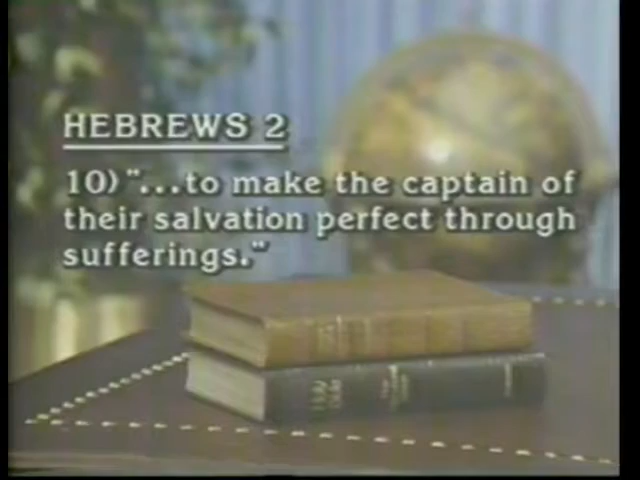 HEBREWS 2
10) "...to make the captain of
their salvation perfect through
sufferings."